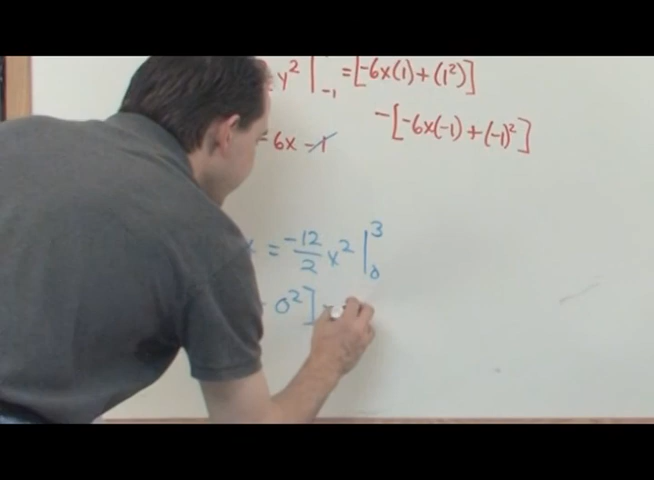 y² |₋₁ = [-6x(1) + (1²)]
- [-6x(-1) + (-1)²]
= 6x - 1
= -12/2 x² |₀³
0²]